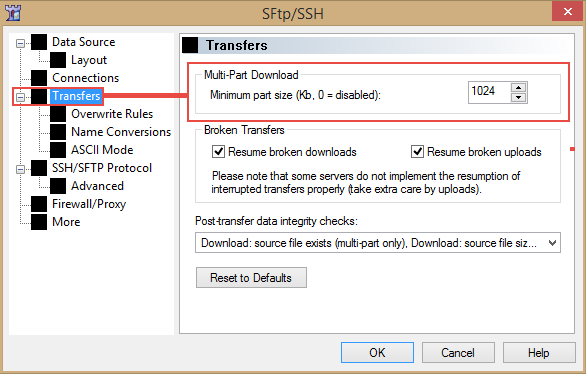 SFtp/SSH
Data Source
Layout
Connections
Transfers
Overwrite Rules
Name Conversions
ASCII Mode
SSH/SFTP Protocol
Advanced
Firewall/Proxy
More
Transfers
Multi-Part Download
Minimum part size (Kb, 0 = disabled):
1024
Broken Transfers
Resume broken downloads
Resume broken uploads
Please note that some servers do not implement the resumption of
interrupted transfers properly (take extra care by uploads).
Post-transfer data integrity checks:
Download: source file exists (multi-part only), Download: source file siz...
Reset to Defaults
OK
Cancel
Help